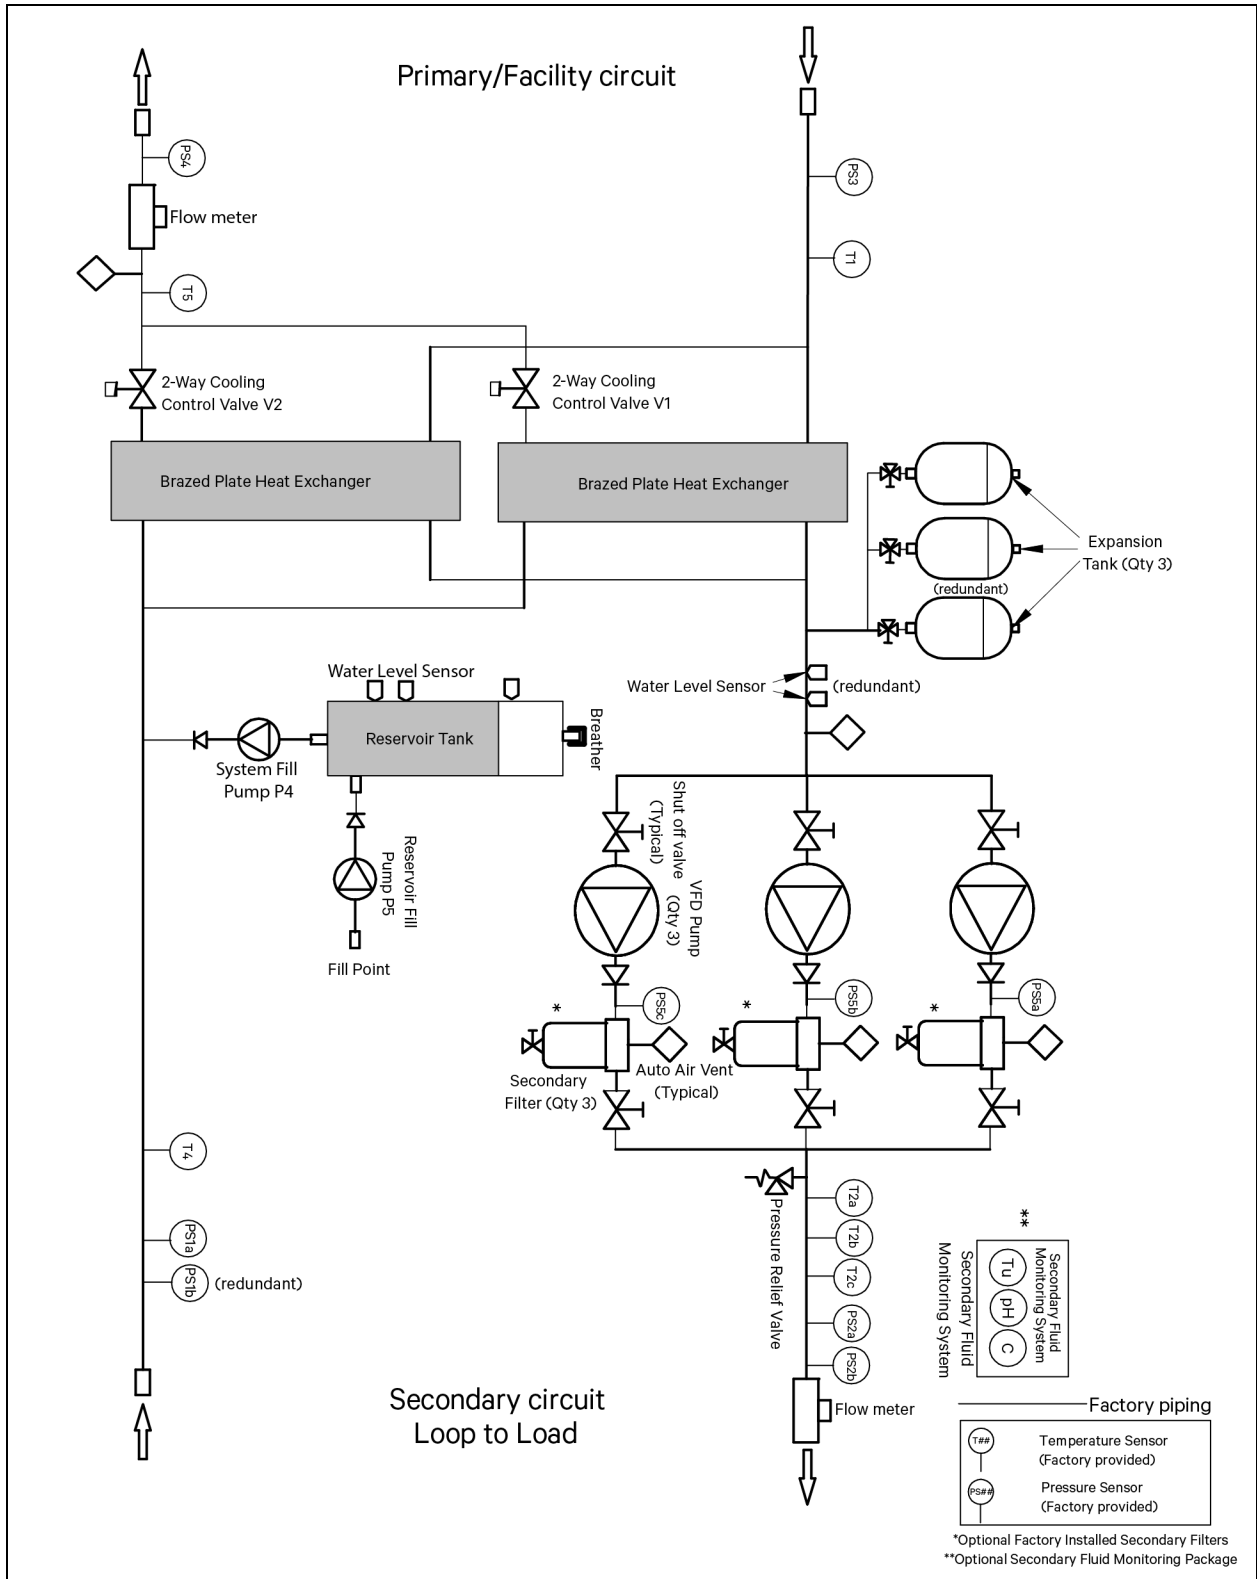 Primary/Facility circuit
PS4
PS3
Flow meter
T1
T5
2-Way Cooling
Control Valve V2
2-Way Cooling
Control Valve V1
Brazed Plate Heat Exchanger
Brazed Plate Heat Exchanger
Expansion
Tank (Qty 3)
(redundant)
Water Level Sensor
Water Level Sensor
(redundant)
Reservoir Tank
Breather
System Fill
Pump P4
Shut off valve
(Typical)
Reservoir Fill
Pump P5
VFD Pump
(Qty 3)
Fill Point
*
PS5c
*
PS5b
*
PS5a
Secondary
Filter (Qty 3)
Auto Air Vent
(Typical)
T4
PS1a
PS1b
(redundant)
Pressure Relief Valve
T2a
T2b
T2c
PS2a
PS2b
Flow meter
**
Secondary Fluid
Monitoring System
Tu
pH
C
Secondary Fluid
Monitoring System
Secondary circuit
Loop to Load
Factory piping
T##
Temperature Sensor
(Factory provided)
PS##
Pressure Sensor
(Factory provided)
*Optional Factory Installed Secondary Filters
**Optional Secondary Fluid Monitoring Package